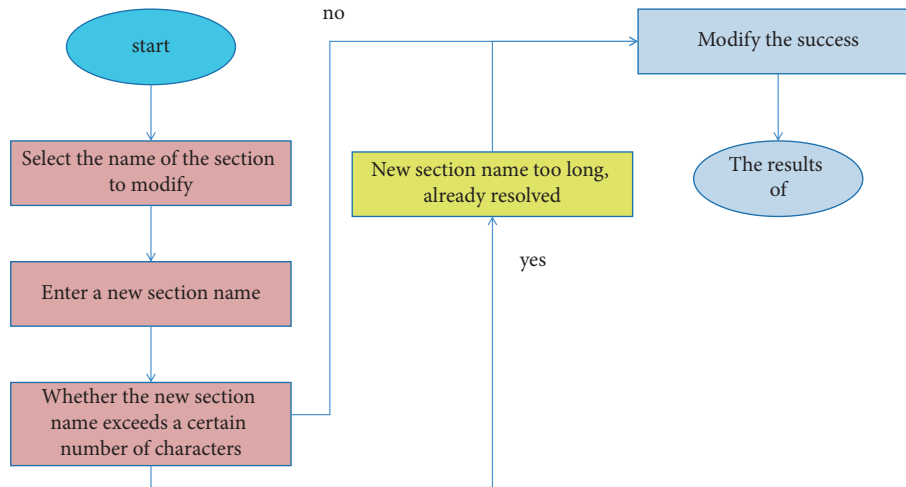 start
Select the name of the section
to modify
Enter a new section name
Whether the new section
name exceeds a certain
number of characters
no
New section name too long,
already resolved
yes
Modify the success
The results
of